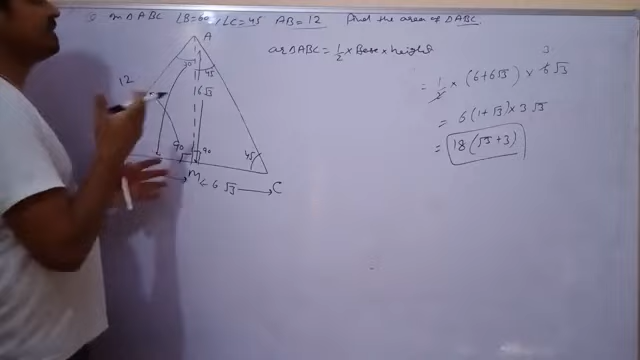 in △ABC ∠B=60, ∠C=45 AB=12 Find the area of △ABC.
A
ar△ABC = 1/2 × Base × height
30
45
12
6√3
= 1/2 × (6+6√3) × 6√3
3
= 6(1+√3) × 3√3
= 18(√3+3)
90
90
45
M
← 6√3 → C